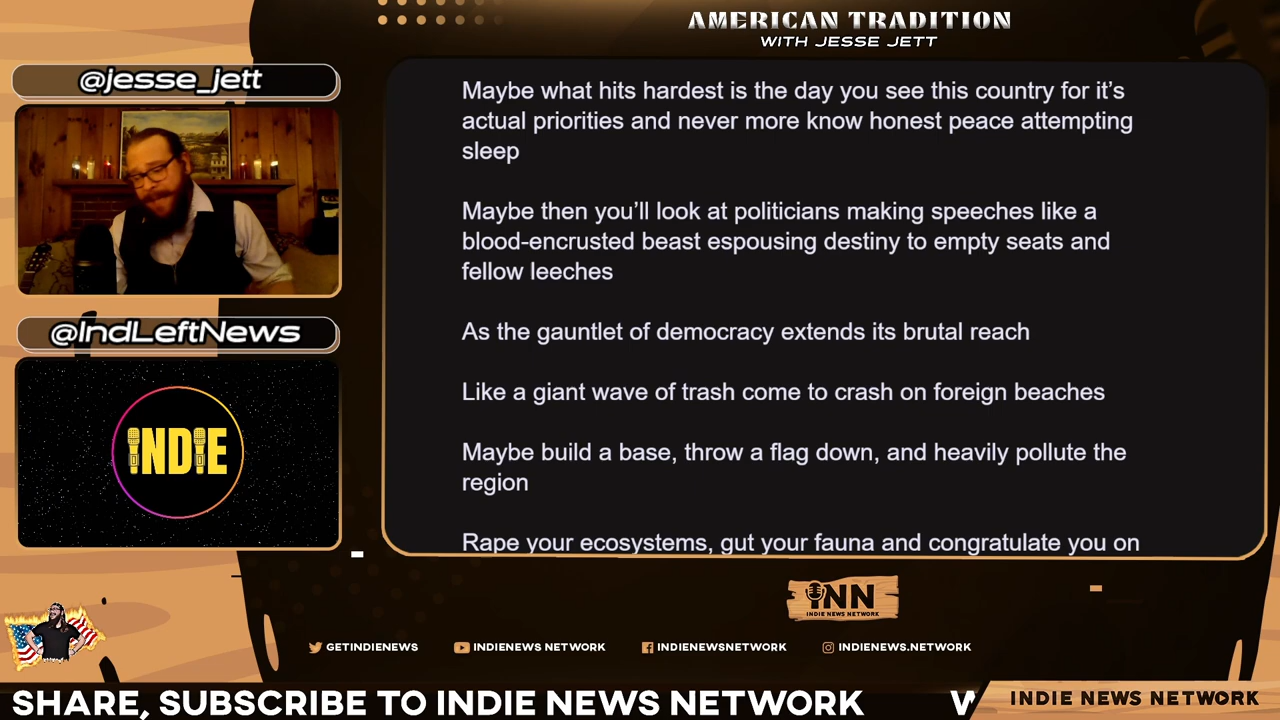 AMERICAN TRADITION
WITH JESSE JETT
@jesse_jett
@IndLeftNews
INDIE
Maybe what hits hardest is the day you see this country for it’s
actual priorities and never more know honest peace attempting
sleep
Maybe then you’ll look at politicians making speeches like a
blood-encrusted beast espousing destiny to empty seats and
fellow leeches
As the gauntlet of democracy extends its brutal reach
Like a giant wave of trash come to crash on foreign beaches
Maybe build a base, throw a flag down, and heavily pollute the
region
Rape your ecosystems, gut your fauna and congratulate you on
INN
INDIE NEWS NETWORK
GETINDIENEWS
INDIENEWS NETWORK
INDIENEWSNETWORK
INDIENEWS.NETWORK
SHARE, SUBSCRIBE TO INDIE NEWS NETWORK
INDIE NEWS NETWORK